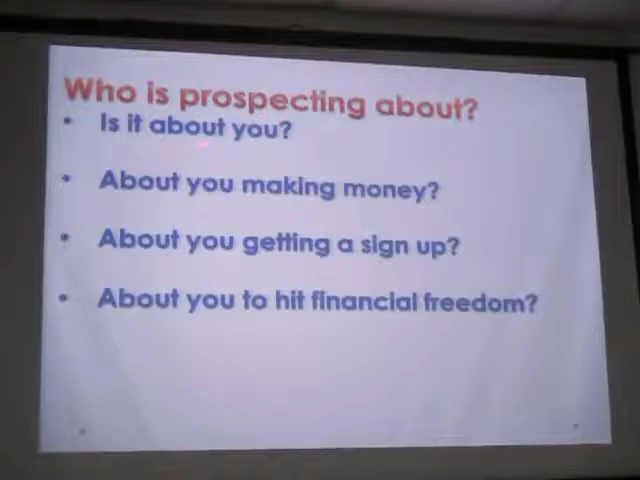 Who is prospecting about?
• Is it about you?
• About you making money?
• About you getting a sign up?
• About you to hit financial freedom?